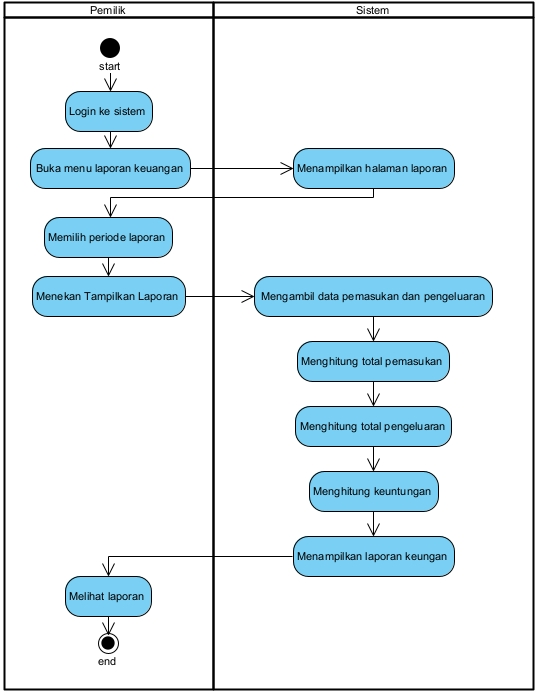 Pemilik
Sistem
start
Login ke sistem
Buka menu laporan keuangan
Menampilkan halaman laporan
Memilih periode laporan
Menekan Tampilkan Laporan
Mengambil data pemasukan dan pengeluaran
Menghitung total pemasukan
Menghitung total pengeluaran
Menghitung keuntungan
Menampilkan laporan keungan
Melihat laporan
end